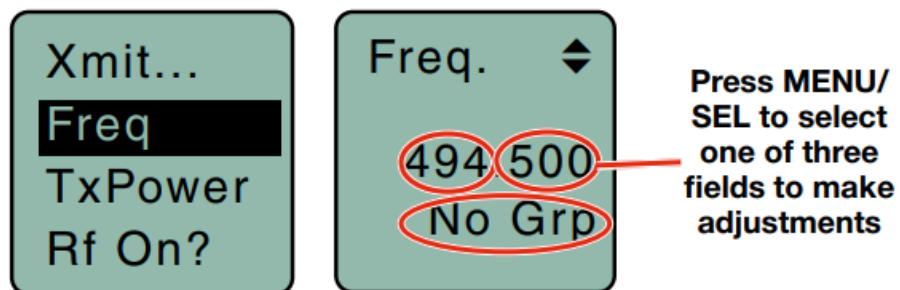 Xmit...
Freq
TxPower
Rf On?
Freq.
494.500
No Grp
Press MENU/
SEL to select
one of three
fields to make
adjustments